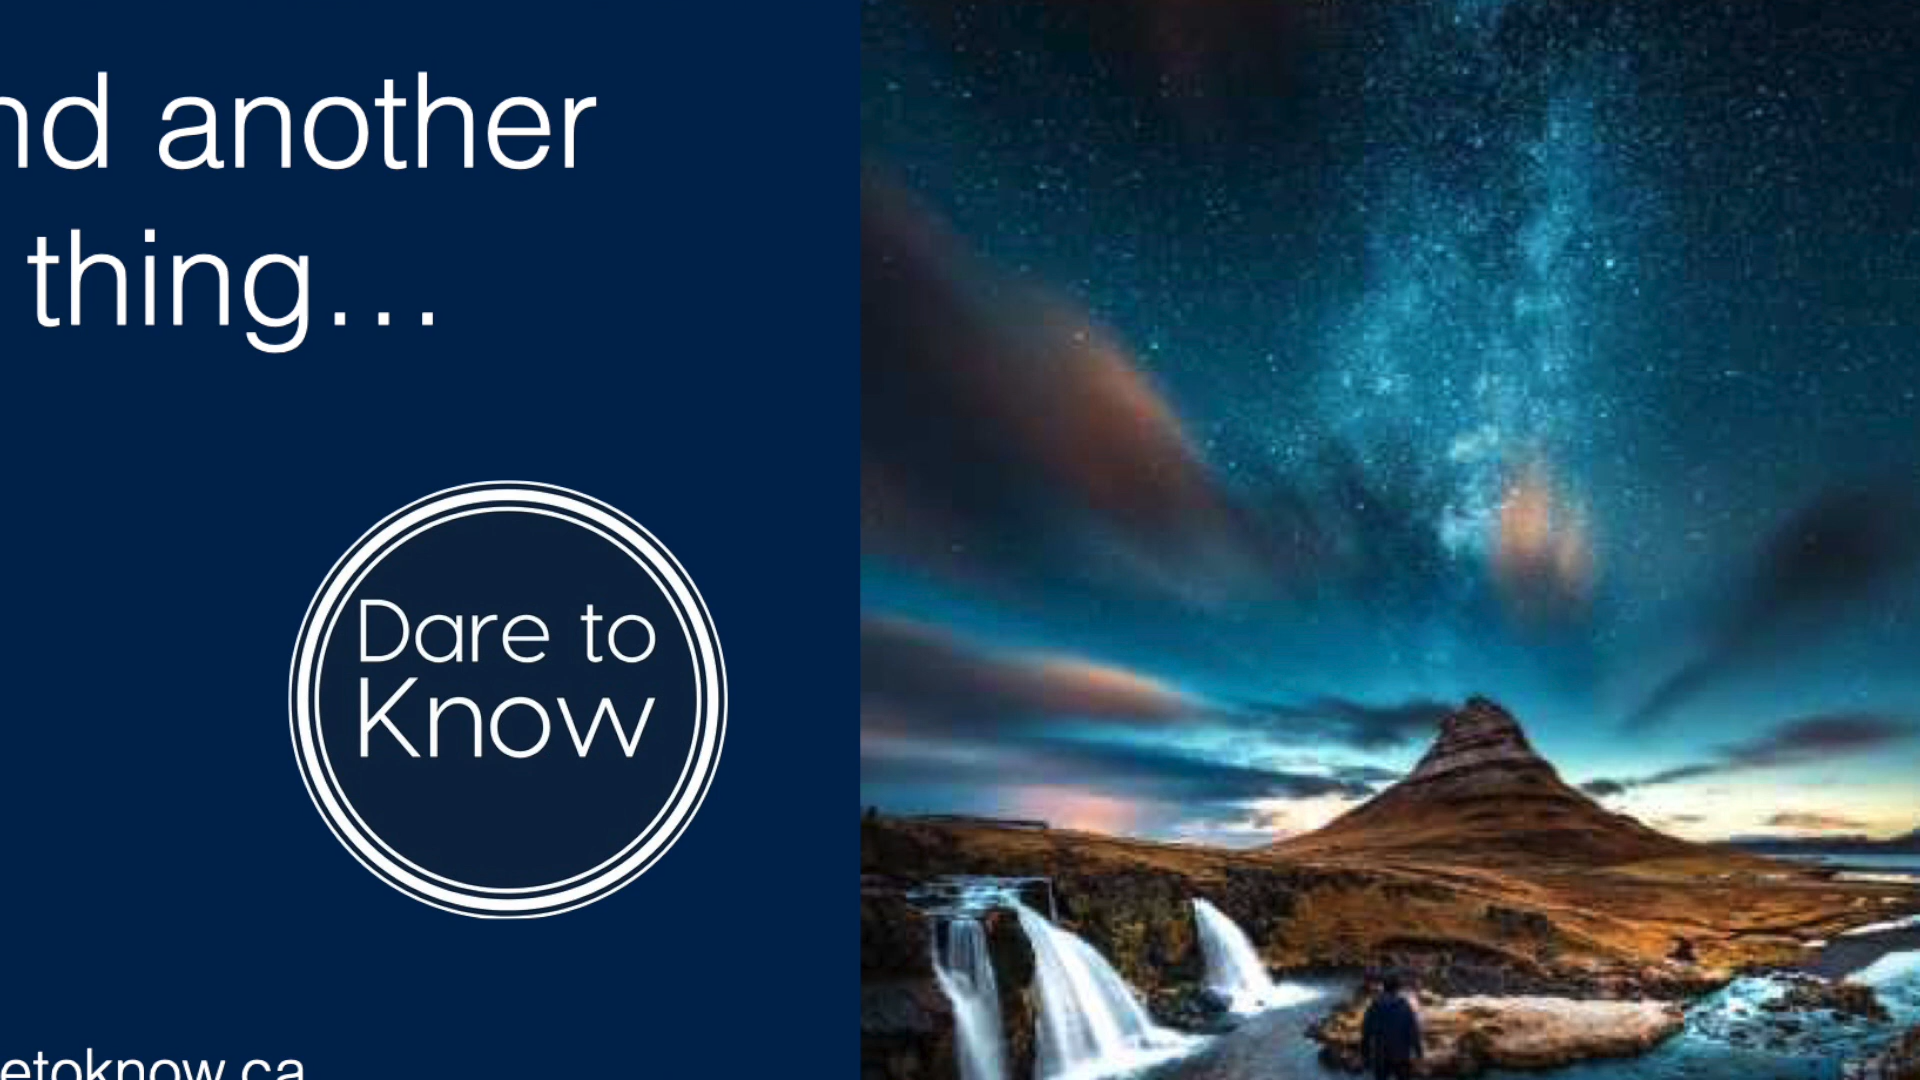 nd another
thing…
Dare to
Know
etoknow.ca